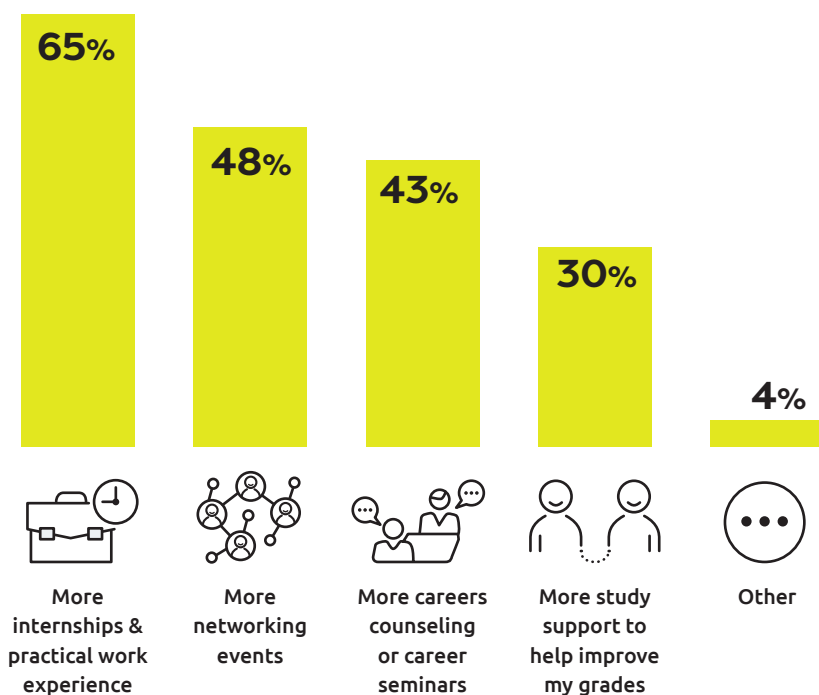 65%
48%
43%
30%
4%
More
internships &
practical work
experience
More
networking
events
More careers
counseling
or career
seminars
More study
support to
help improve
my grades
Other